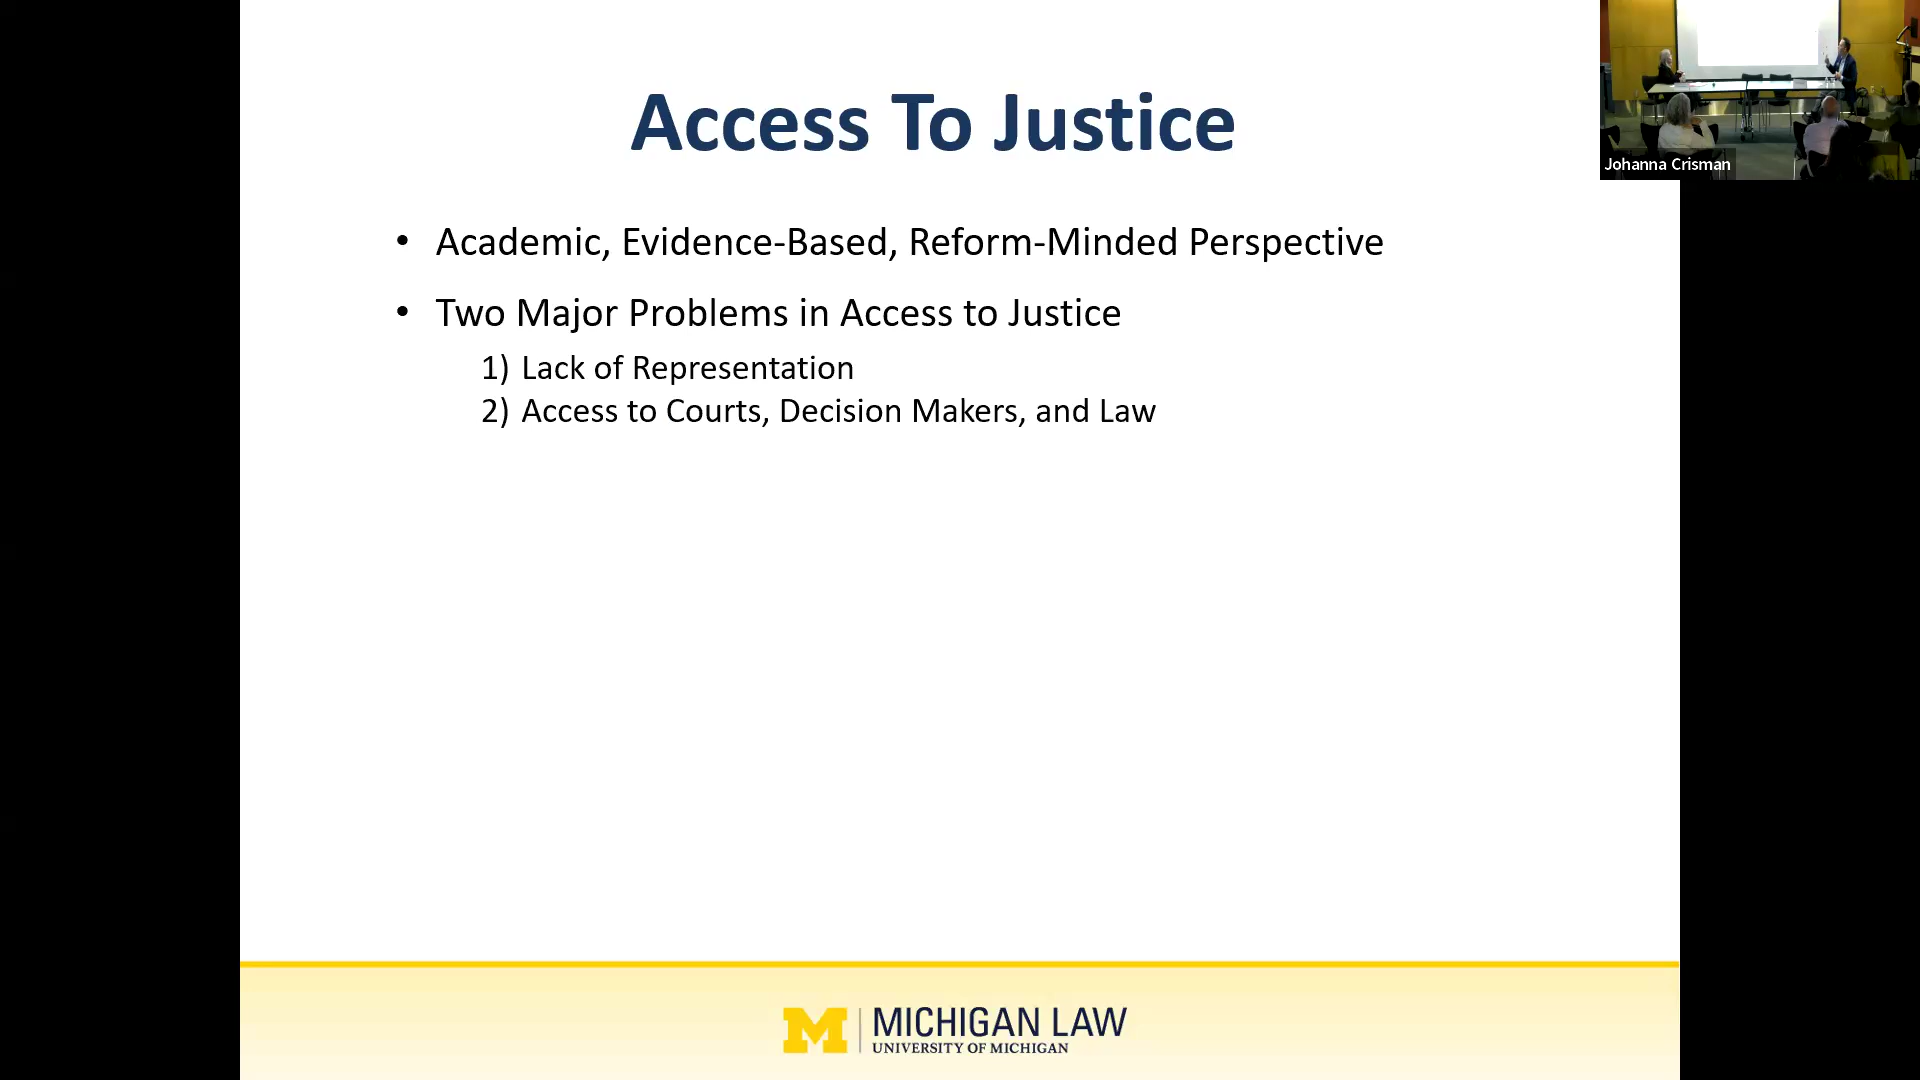 Access To Justice
Johanna Crisman
• Academic, Evidence-Based, Reform-Minded Perspective
• Two Major Problems in Access to Justice
1) Lack of Representation
2) Access to Courts, Decision Makers, and Law
M | MICHIGAN LAW
UNIVERSITY OF MICHIGAN